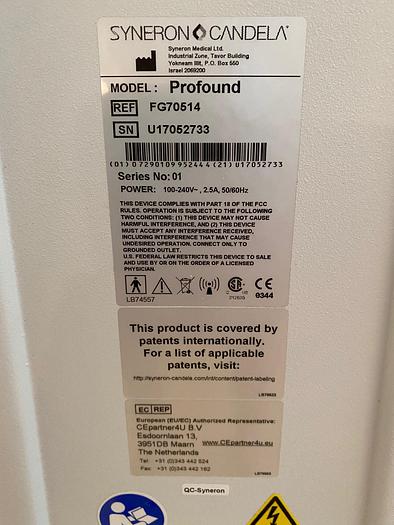 SYNERON CANDELA
Syneron Medical Ltd.
Industrial Zone, Tavor Building
Yokneam Illit, P.O. Box 550
Israel 2069200
MODEL : Profound
REF FG70514
SN U17052733
(01)07290109952444(21)U17052733
Series No: 01
POWER: 100-240V~, 2.5A, 50/60Hz
THIS DEVICE COMPLIES WITH PART 18 OF THE FCC
RULES. OPERATION IS SUBJECT TO THE FOLLOWING
TWO CONDITIONS: (1) THIS DEVICE MAY NOT CAUSE
HARMFUL INTERFERENCE, AND (2) THIS DEVICE
MUST ACCEPT ANY INTERFERENCE RECEIVED,
INCLUDING INTERFERENCE THAT MAY CAUSE
UNDESIRED OPERATION. CONNECT ONLY TO
GROUNDED OUTLET.
U.S. FEDERAL LAW RESTRICTS THIS DEVICE TO SALE
AND USE BY OR ON THE ORDER OF A LICENSED
PHYSICIAN.
LB74557
CE
0344
This product is covered by
patents internationally.
For a list of applicable
patents, visit:
http://syneron-candela.com/int/content/patent-labeling
EC REP
European (EU/EC) Authorized Representative:
CEpartner4U B.V
Esdoornlaan 13,
3951DB Maarn www.CEpartner4u.eu
The Netherlands
Tel: +31 (0)343 442 524
Fax: +31 (0)343 442 162
QC-Syneron